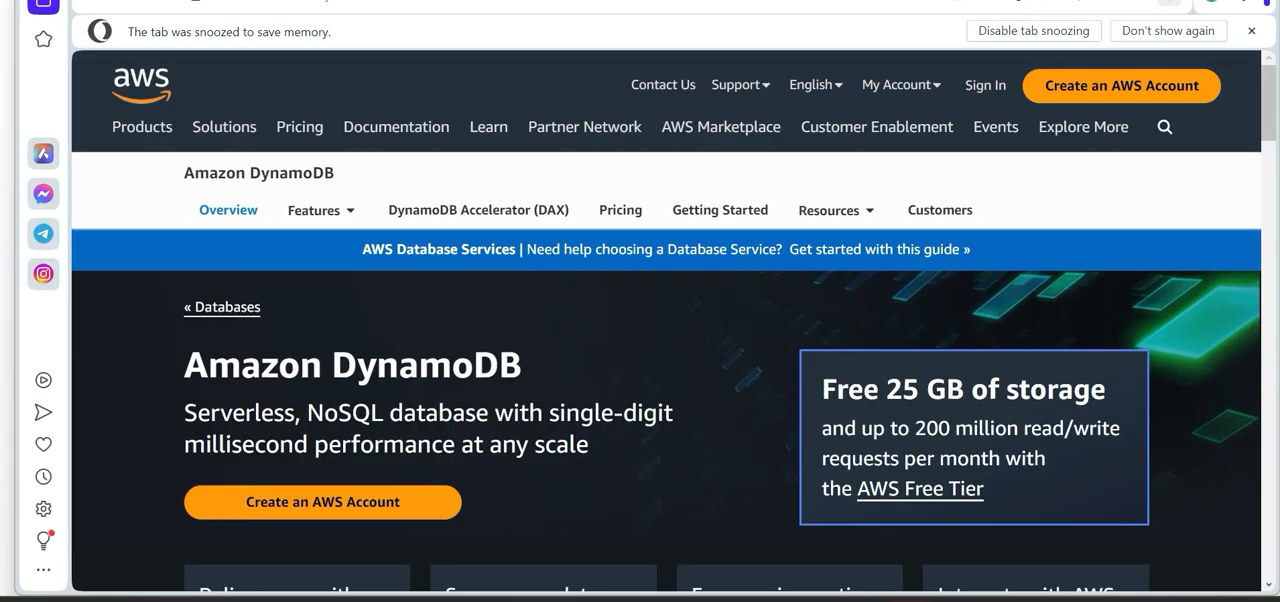 The tab was snoozed to save memory.
Disable tab snoozing
Don't show again
aws
Contact Us
Support
English
My Account
Sign In
Create an AWS Account
Products
Solutions
Pricing
Documentation
Learn
Partner Network
AWS Marketplace
Customer Enablement
Events
Explore More
Amazon DynamoDB
Overview
Features
DynamoDB Accelerator (DAX)
Pricing
Getting Started
Resources
Customers
AWS Database Services | Need help choosing a Database Service? Get started with this guide »
« Databases
Amazon DynamoDB
Serverless, NoSQL database with single-digit
millisecond performance at any scale
Create an AWS Account
Free 25 GB of storage
and up to 200 million read/write
requests per month with
the AWS Free Tier